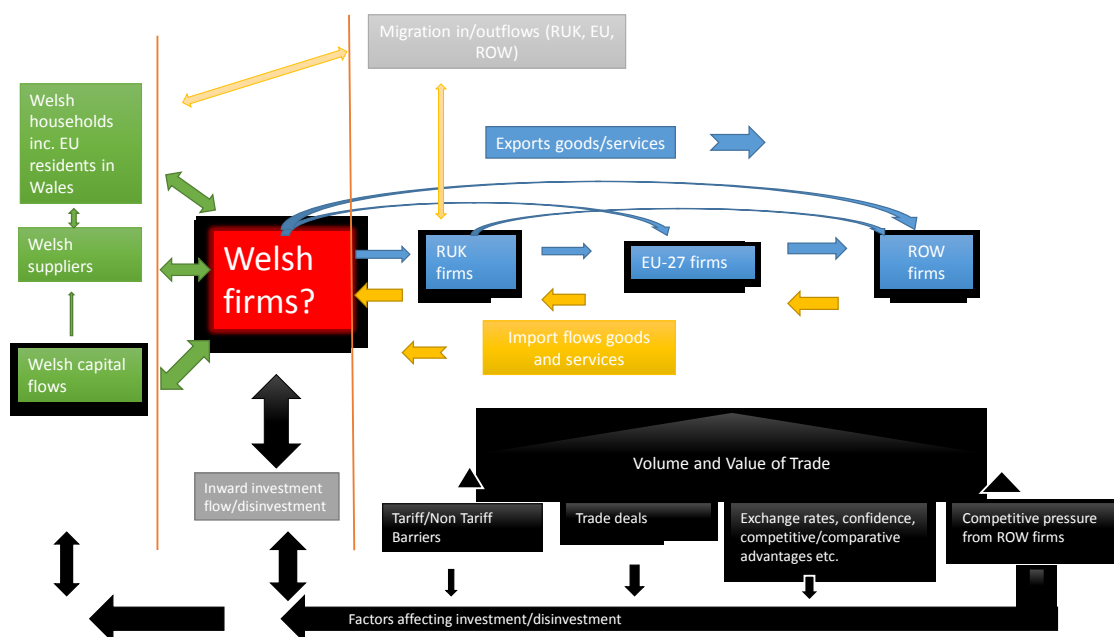 Migration in/outflows (RUK, EU,
ROW)
Welsh
households
inc. EU
residents in
Wales
Exports goods/services
Welsh
suppliers
Welsh
firms?
RUK
firms
EU-27 firms
ROW
firms
Import flows goods
and services
Welsh capital
flows
Volume and Value of Trade
Inward investment
flow/disinvestment
Tariff/Non Tariff
Barriers
Trade deals
Exchange rates, confidence,
competitive/comparative
advantages etc.
Competitive pressure
from ROW firms
Factors affecting investment/disinvestment